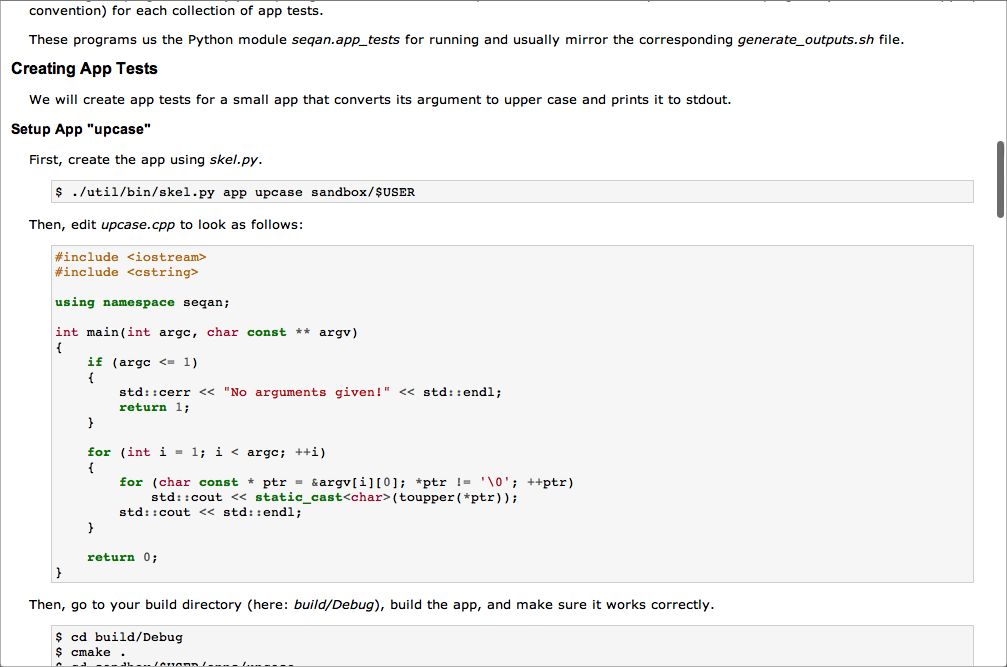 convention) for each collection of app tests.
These programs us the Python module seqan.app_tests for running and usually mirror the corresponding generate_outputs.sh file.
Creating App Tests
We will create app tests for a small app that converts its argument to upper case and prints it to stdout.
Setup App "upcase"
First, create the app using skel.py.
$ ./util/bin/skel.py app upcase sandbox/$USER
Then, edit upcase.cpp to look as follows:
#include <iostream>
#include <cstring>
using namespace seqan;
int main(int argc, char const ** argv)
{
    if (argc <= 1)
    {
        std::cerr << "No arguments given!" << std::endl;
        return 1;
    }
    for (int i = 1; i < argc; ++i)
    {
        for (char const * ptr = &argv[i][0]; *ptr != '\0'; ++ptr)
            std::cout << static_cast<char>(toupper(*ptr));
        std::cout << std::endl;
    }
    return 0;
}
Then, go to your build directory (here: build/Debug), build the app, and make sure it works correctly.
$ cd build/Debug
$ cmake .
$ cd sandbox/$USER/apps/upcase